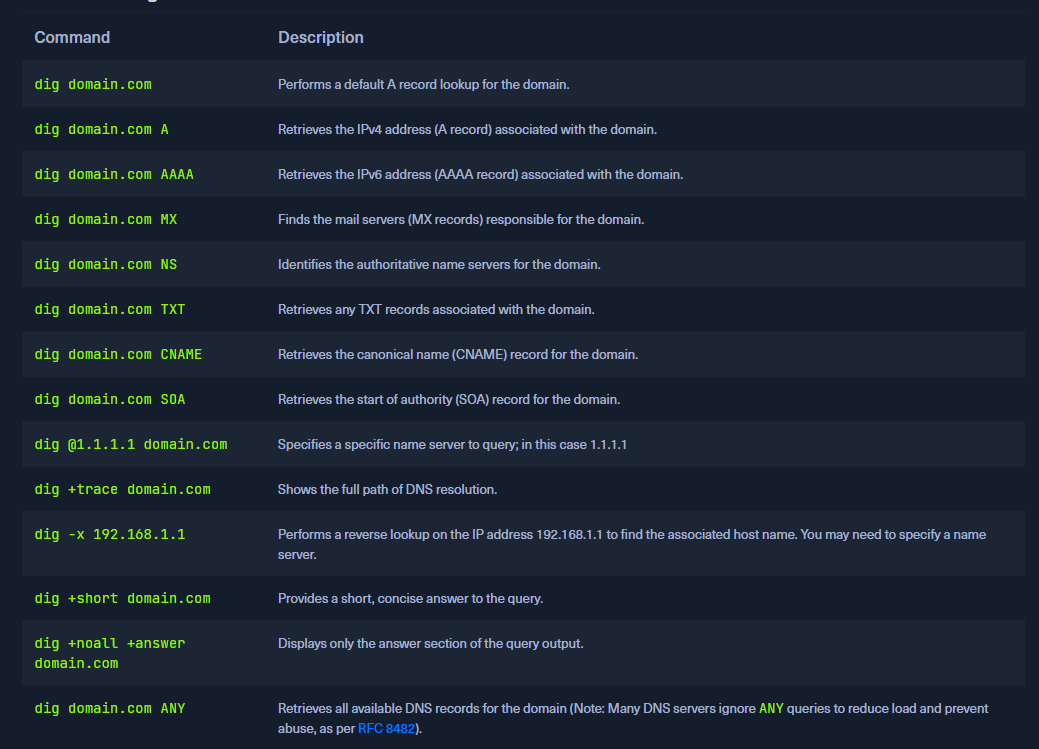 Command Description
dig domain.com Performs a default A record lookup for the domain.
dig domain.com A Retrieves the IPv4 address (A record) associated with the domain.
dig domain.com AAAA Retrieves the IPv6 address (AAAA record) associated with the domain.
dig domain.com MX Finds the mail servers (MX records) responsible for the domain.
dig domain.com NS Identifies the authoritative name servers for the domain.
dig domain.com TXT Retrieves any TXT records associated with the domain.
dig domain.com CNAME Retrieves the canonical name (CNAME) record for the domain.
dig domain.com SOA Retrieves the start of authority (SOA) record for the domain.
dig @1.1.1.1 domain.com Specifies a specific name server to query; in this case 1.1.1.1
dig +trace domain.com Shows the full path of DNS resolution.
dig -x 192.168.1.1 Performs a reverse lookup on the IP address 192.168.1.1 to find the associated host name. You may need to specify a name
server.
dig +short domain.com Provides a short, concise answer to the query.
dig +noall +answer Displays only the answer section of the query output.
domain.com
dig domain.com ANY Retrieves all available DNS records for the domain (Note: Many DNS servers ignore ANY queries to reduce load and prevent
abuse, as per RFC 8482).